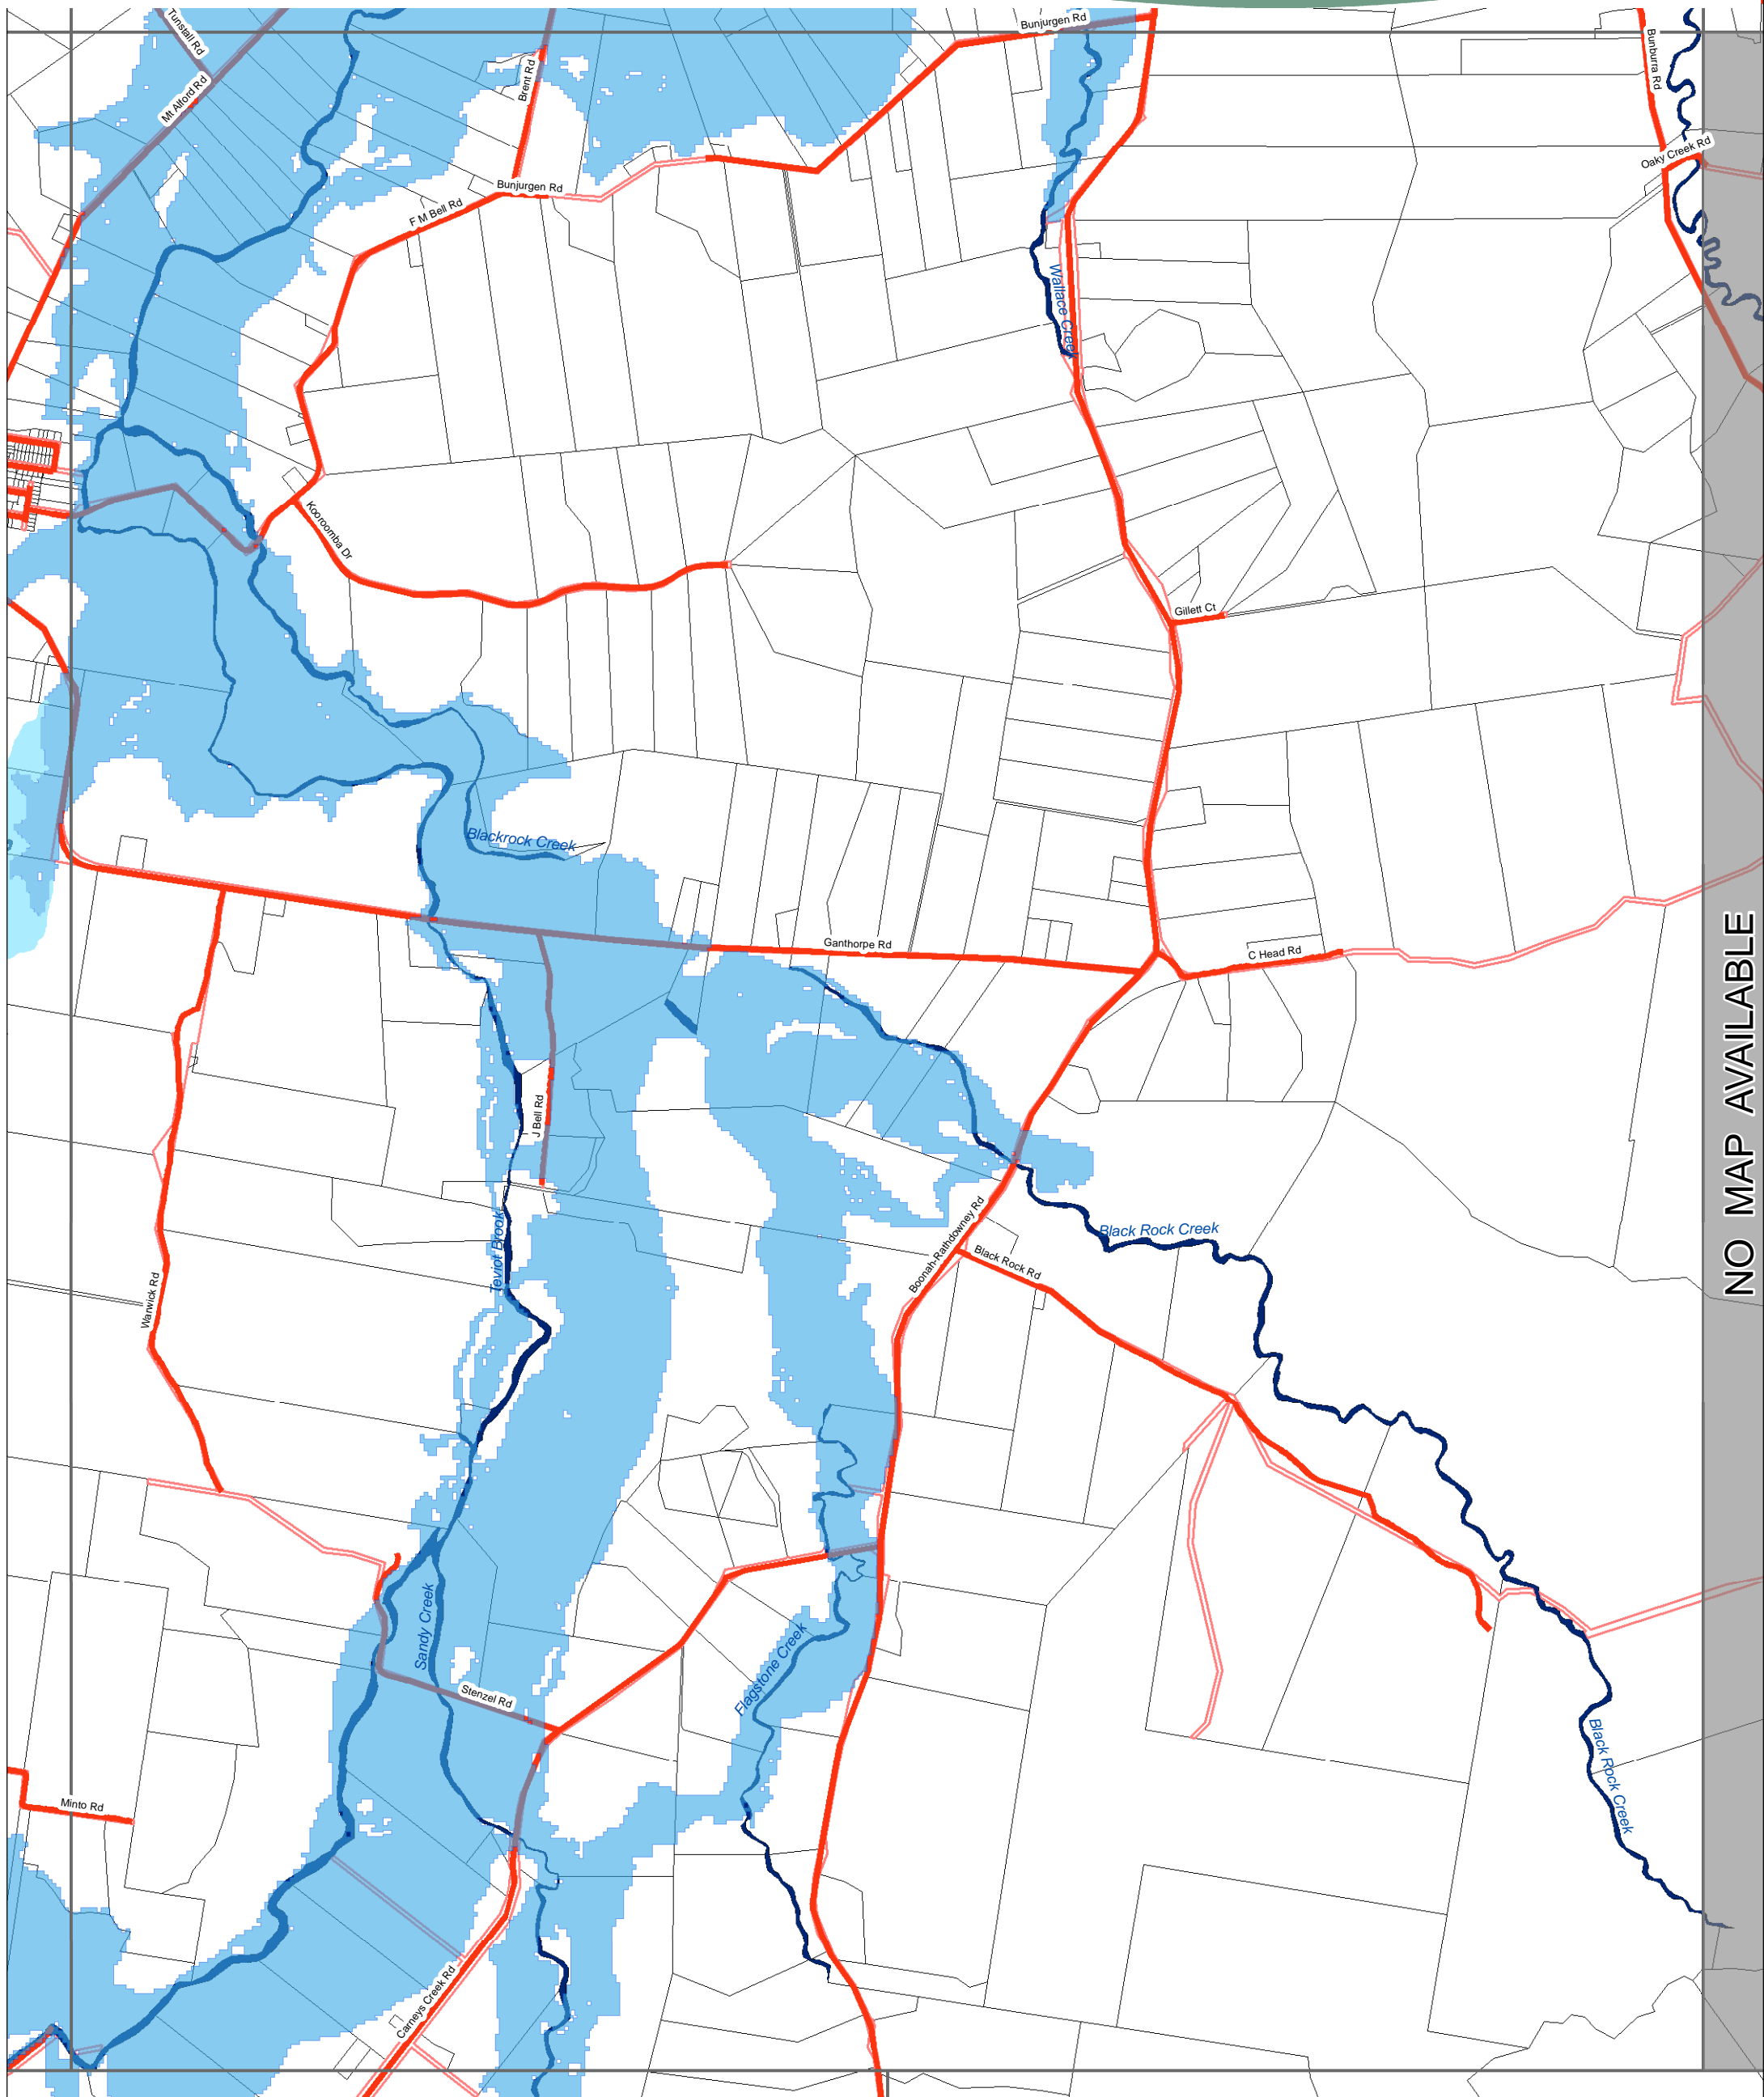 Tunstall Rd
Bunjurgen Rd
Bunburra Rd
Mt Alford Rd
Brent Rd
Oaky Creek Rd
Bunjurgen Rd
F M Bell Rd
Wallace Creek
Kooroomba Dr
Gillett Ct
Blackrock Creek
Ganthorpe Rd
C Head Rd
NO MAP AVAILABLE
J Bell Rd
Teviot Brook
Black Rock Creek
Boonah-Rathdowney Rd
Black Rock Rd
Warwick Rd
Sandy Creek
Flagstone Creek
Stenzel Rd
Black Rock Creek
Minto Rd
Carneys Creek Rd